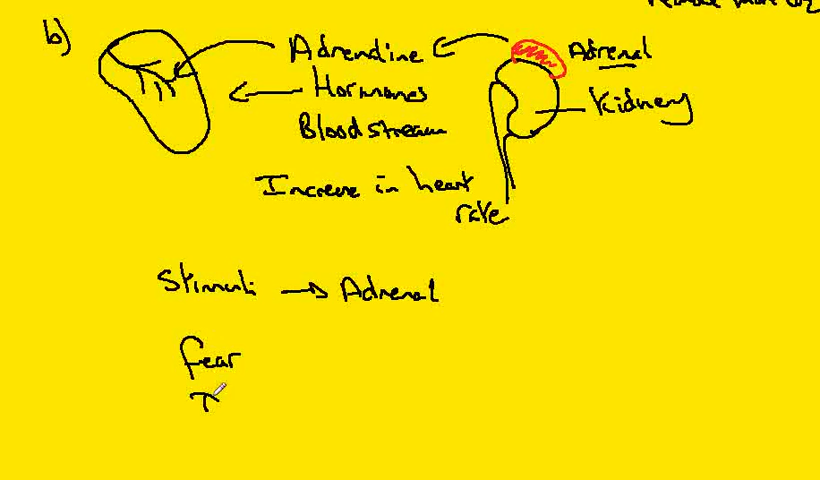 b)
Adrenaline
Adrenal
Hormones
Kidney
Blood stream
Increase in heart
rate
Stimuli → Adrenal
Fear